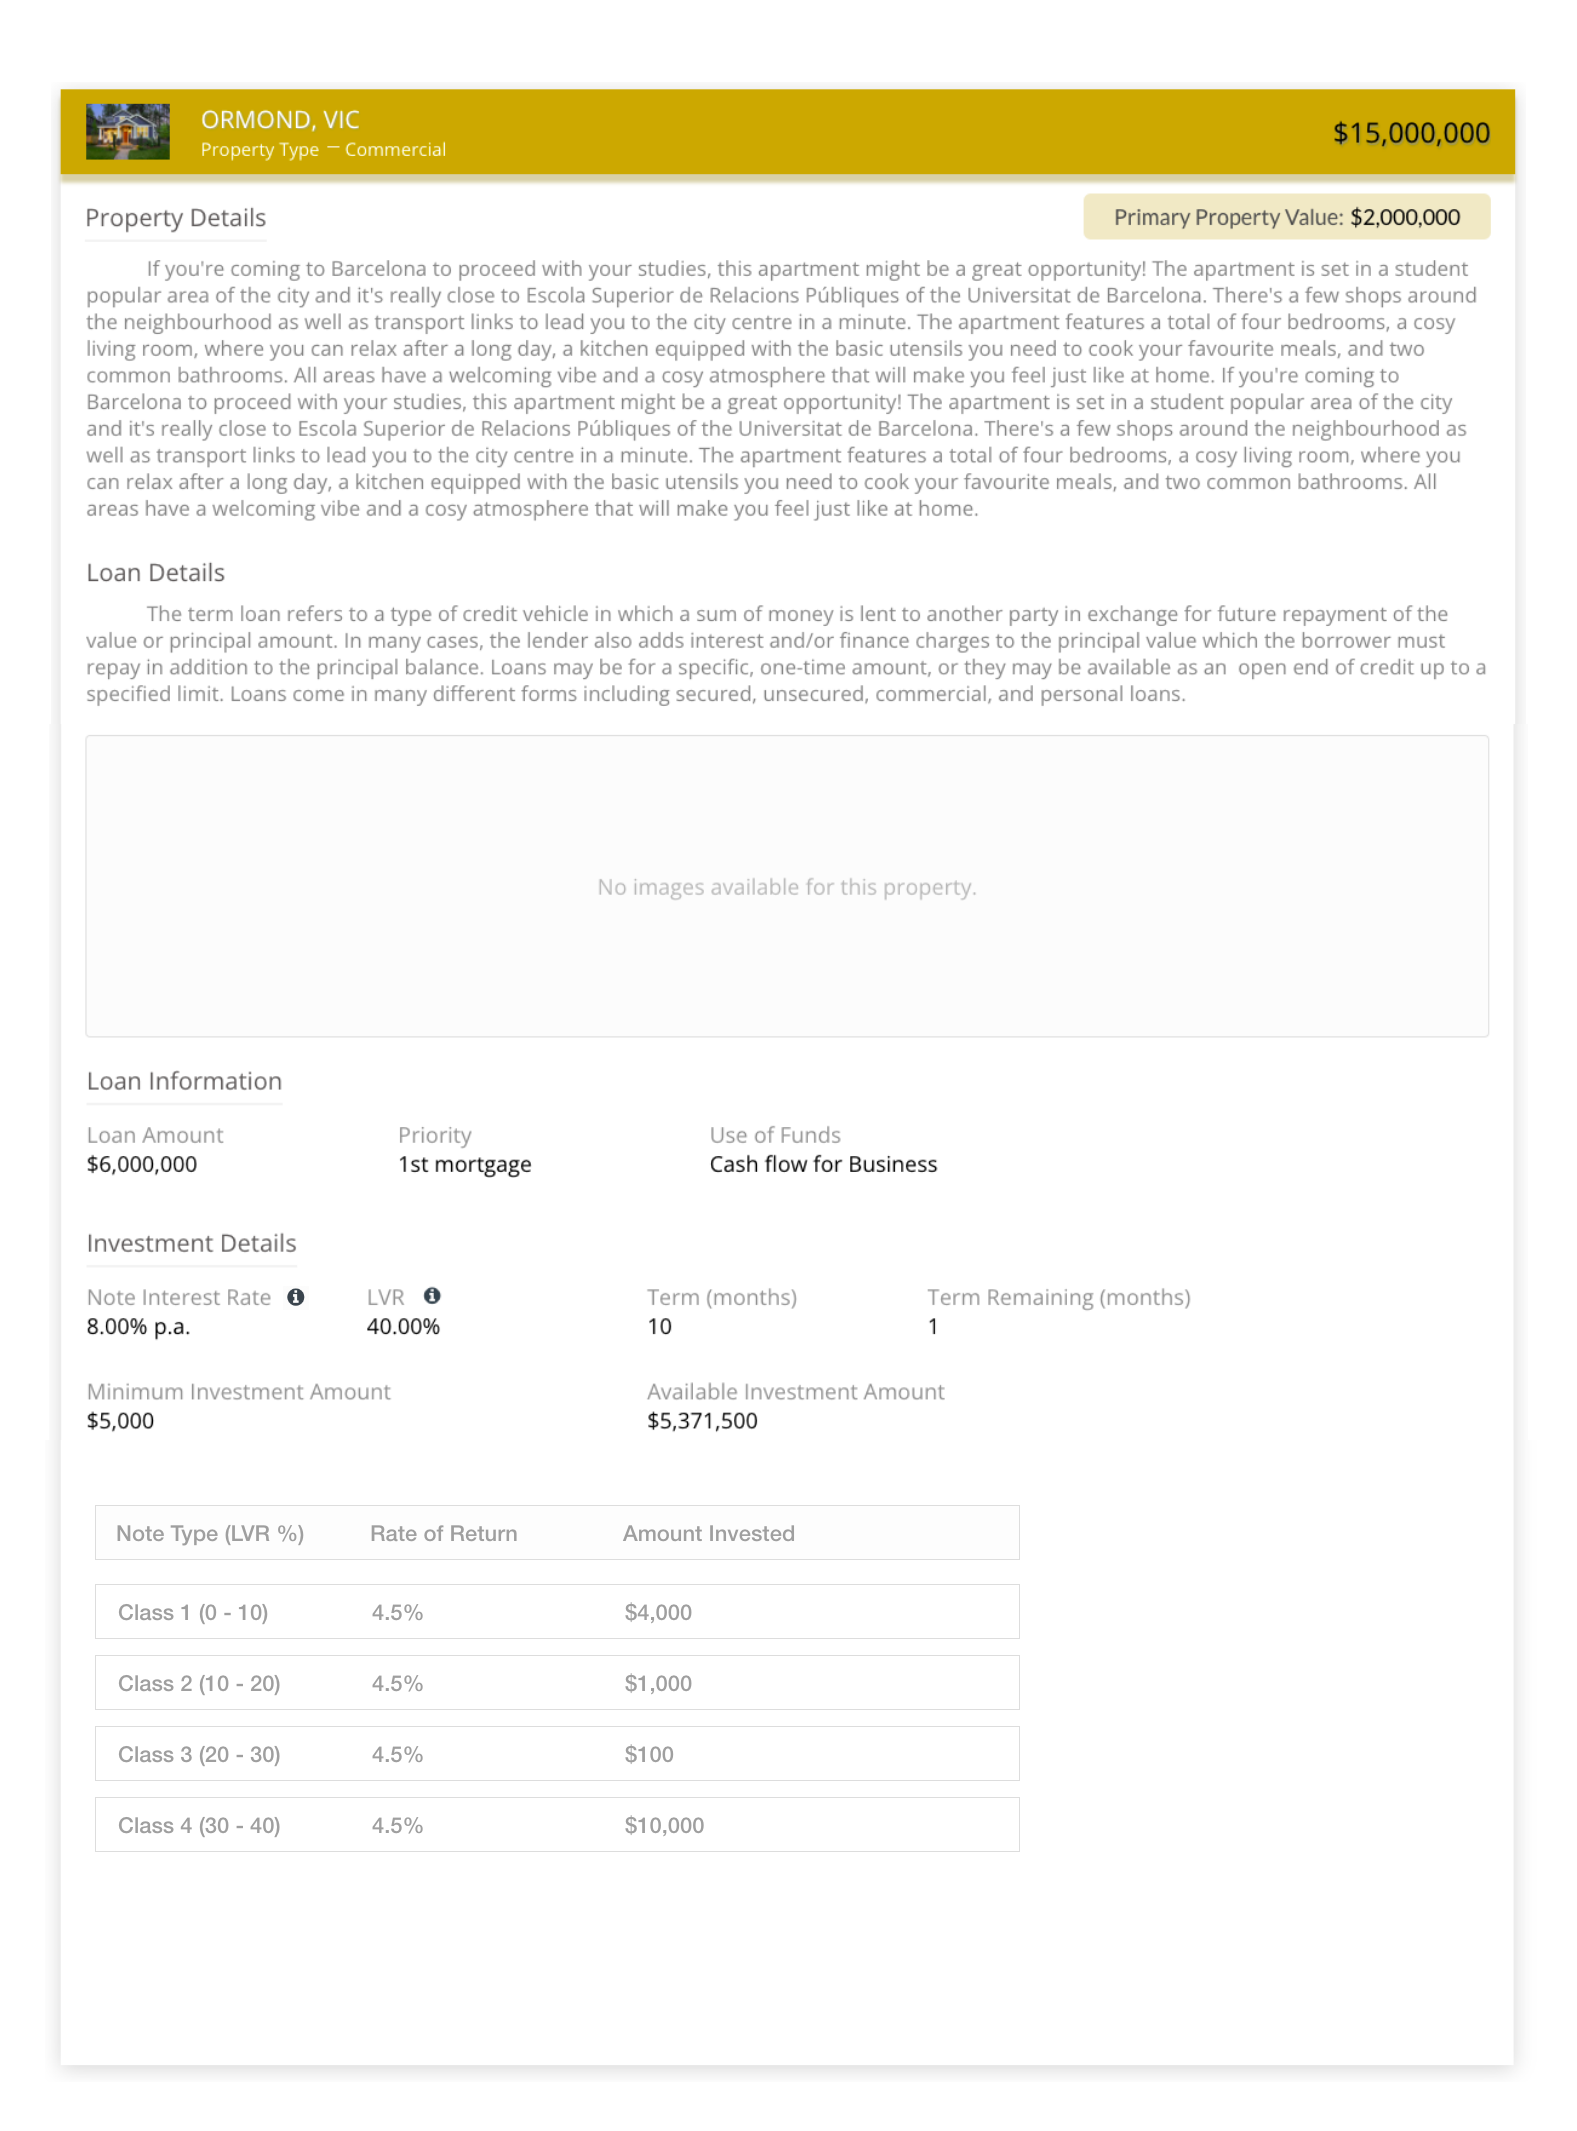 ORMOND, VIC
Property Type – Commercial
$15,000,000
Property Details
Primary Property Value: $2,000,000
If you're coming to Barcelona to proceed with your studies, this apartment might be a great opportunity! The apartment is set in a student
popular area of the city and it's really close to Escola Superior de Relacions Públiques of the Universitat de Barcelona. There's a few shops around
the neighbourhood as well as transport links to lead you to the city centre in a minute. The apartment features a total of four bedrooms, a cosy
living room, where you can relax after a long day, a kitchen equipped with the basic utensils you need to cook your favourite meals, and two
common bathrooms. All areas have a welcoming vibe and a cosy atmosphere that will make you feel just like at home. If you're coming to
Barcelona to proceed with your studies, this apartment might be a great opportunity! The apartment is set in a student popular area of the city
and it's really close to Escola Superior de Relacions Públiques of the Universitat de Barcelona. There's a few shops around the neighbourhood as
well as transport links to lead you to the city centre in a minute. The apartment features a total of four bedrooms, a cosy living room, where you
can relax after a long day, a kitchen equipped with the basic utensils you need to cook your favourite meals, and two common bathrooms. All
areas have a welcoming vibe and a cosy atmosphere that will make you feel just like at home.
Loan Details
The term loan refers to a type of credit vehicle in which a sum of money is lent to another party in exchange for future repayment of the
value or principal amount. In many cases, the lender also adds interest and/or finance charges to the principal value which the borrower must
repay in addition to the principal balance. Loans may be for a specific, one-time amount, or they may be available as an  open end of credit up to a
specified limit. Loans come in many different forms including secured, unsecured, commercial, and personal loans.
No images available for this property.
Loan Information
Loan Amount Priority Use of Funds
$6,000,000 1st mortgage Cash flow for Business
Investment Details
Note Interest Rate LVR Term (months) Term Remaining (months)
8.00% p.a. 40.00% 10 1
Minimum Investment Amount Available Investment Amount
$5,000 $5,371,500
Note Type (LVR %) Rate of Return Amount Invested
Class 1 (0 - 10) 4.5% $4,000
Class 2 (10 - 20) 4.5% $1,000
Class 3 (20 - 30) 4.5% $100
Class 4 (30 - 40) 4.5% $10,000